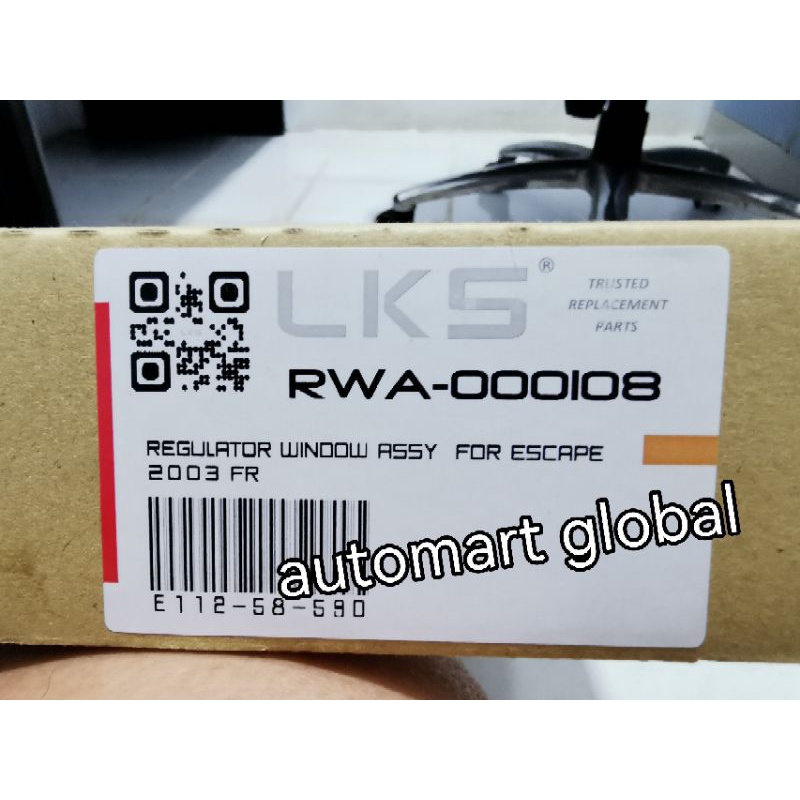 LKS®
TRUSTED
REPLACEMENT
PARTS
RWA-000108
REGULATOR WINDOW ASSY FOR ESCAPE
2003 FR
automart global
E112-58-590